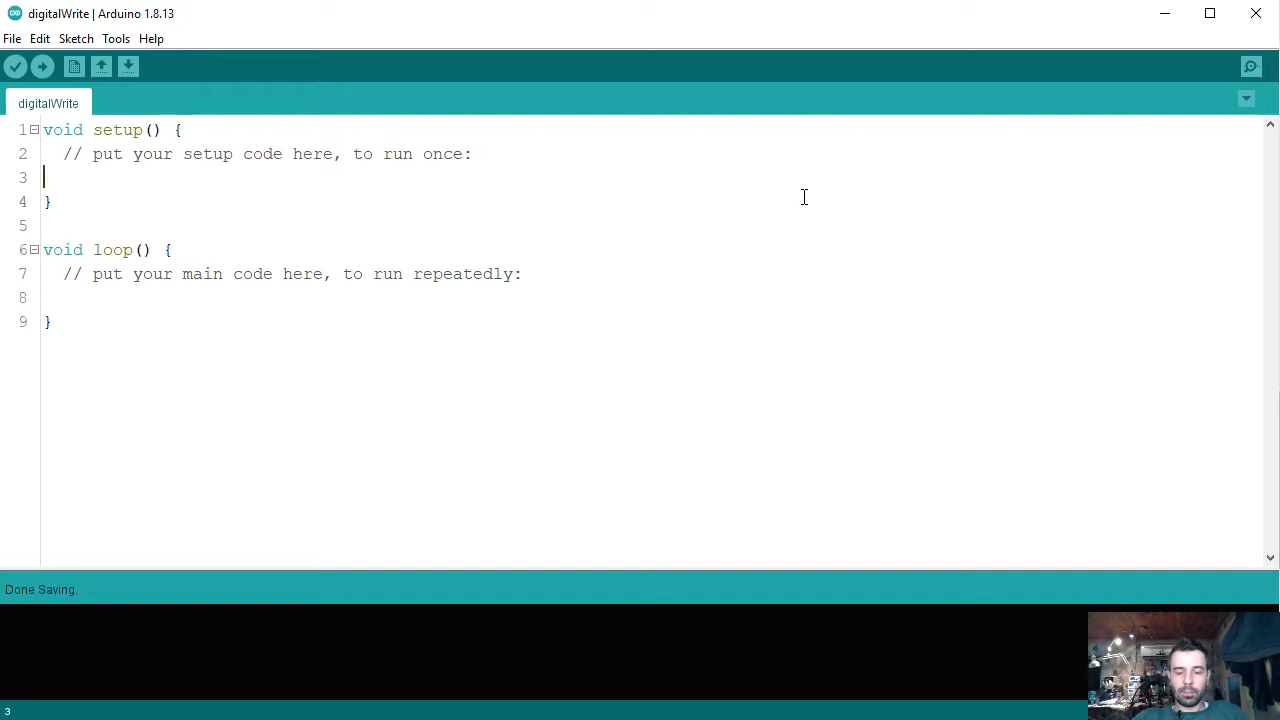 digitalWrite | Arduino 1.8.13
File Edit Sketch Tools Help
digitalWrite
1 void setup() {
2 // put your setup code here, to run once:
3
4 }
5
6 void loop() {
7 // put your main code here, to run repeatedly:
8
9 }
Done Saving.
3